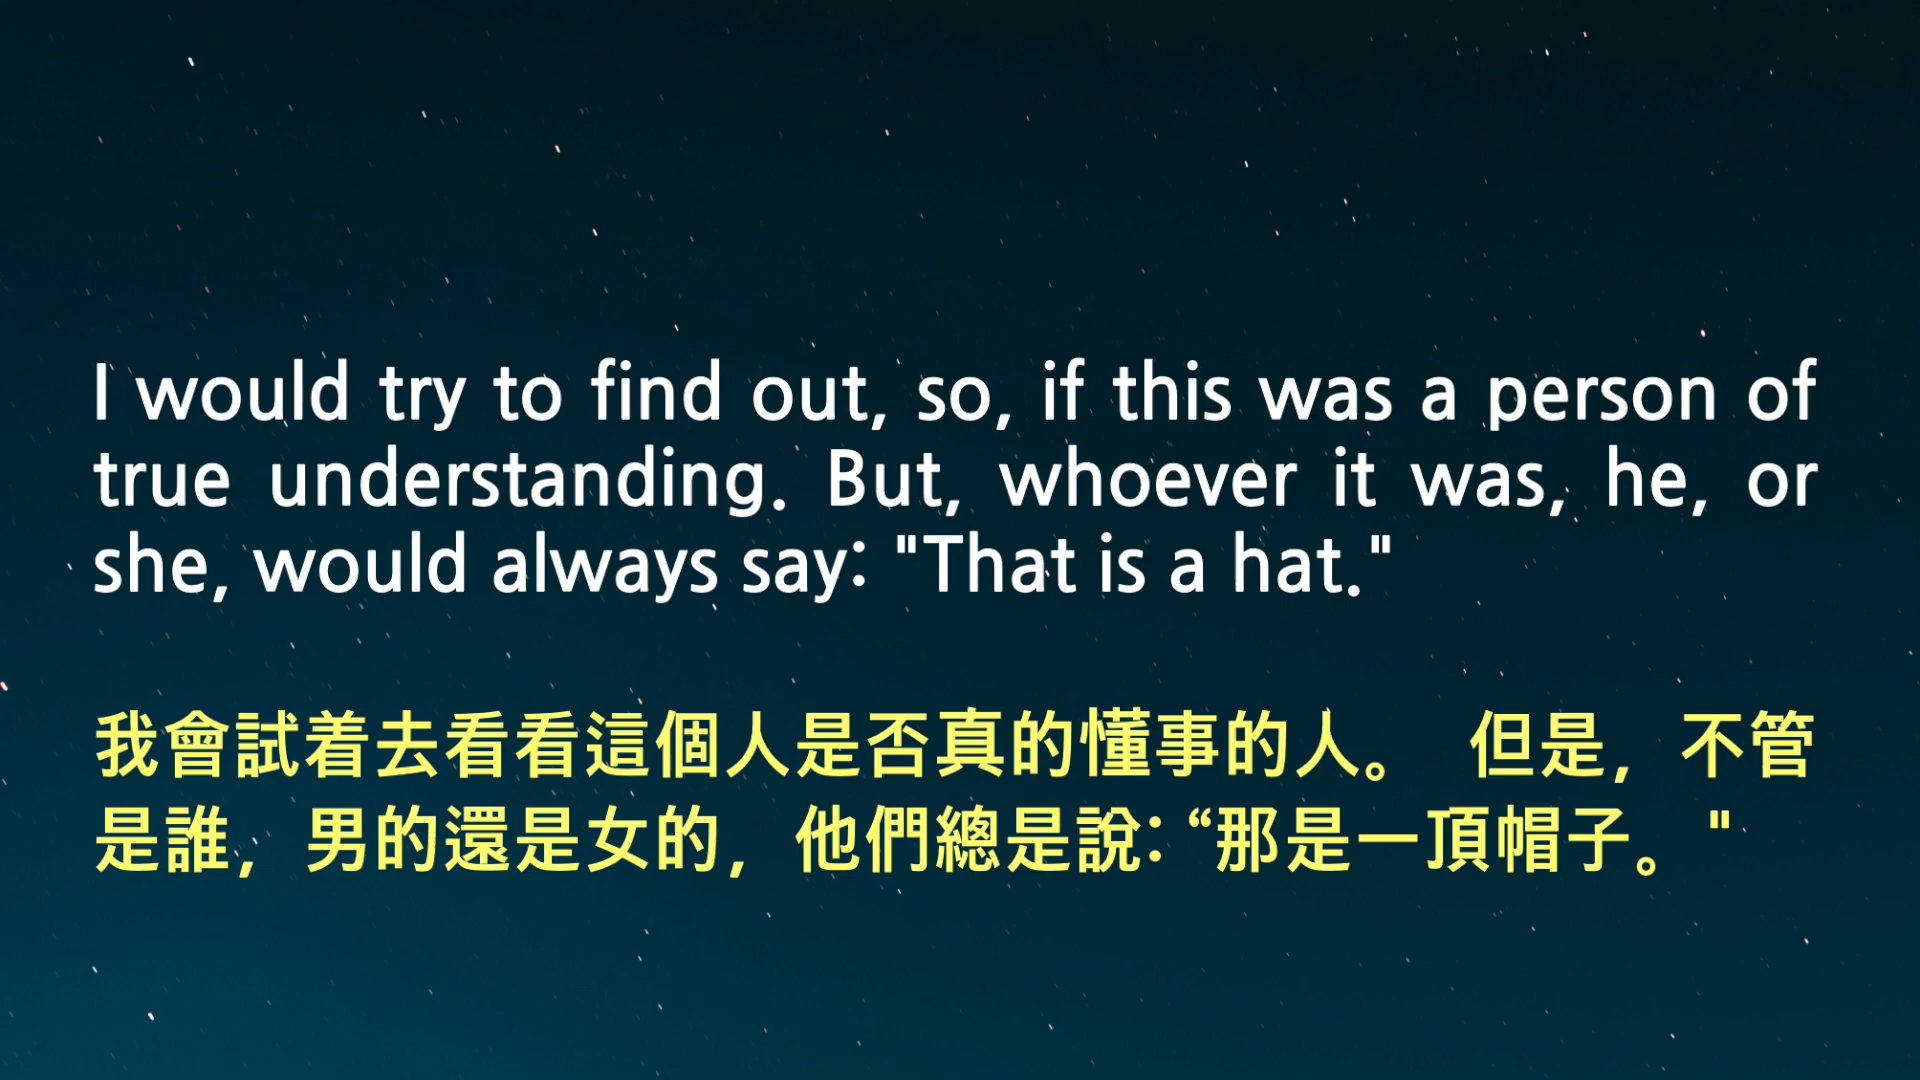 I would try to find out, so, if this was a person of
true understanding. But, whoever it was, he, or
she, would always say: "That is a hat."
我會試着去看看這個人是否真的懂事的人。 但是，不管
是誰，男的還是女的，他們總是說：“那是一頂帽子。"